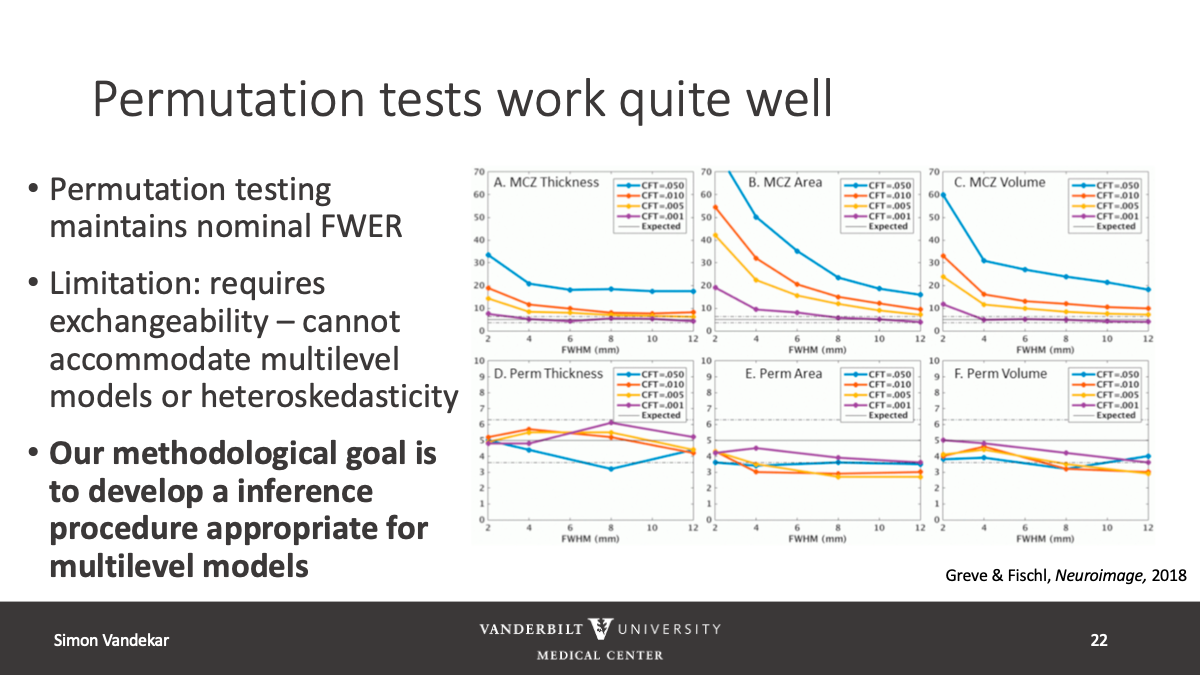 Permutation tests work quite well
• Permutation testing
maintains nominal FWER
• Limitation: requires
exchangeability – cannot
accommodate multilevel
models or heteroskedasticity
• Our methodological goal is
to develop a inference
procedure appropriate for
multilevel models
A. MCZ Thickness
CFT=.050
CFT=.010
CFT=.005
CFT=.001
Expected
70
60
50
40
30
20
10
0
2 4 6 8 10 12
FWHM (mm)
B. MCZ Area
CFT=.050
CFT=.010
CFT=.005
CFT=.001
Expected
70
60
50
40
30
20
10
0
2 4 6 8 10 12
FWHM (mm)
C. MCZ Volume
CFT=.050
CFT=.010
CFT=.005
CFT=.001
Expected
70
60
50
40
30
20
10
0
2 4 6 8 10 12
FWHM (mm)
D. Perm Thickness
CFT=.050
CFT=.010
CFT=.005
CFT=.001
Expected
10
9
8
7
6
5
4
3
2
1
0
2 4 6 8 10 12
FWHM (mm)
E. Perm Area
CFT=.050
CFT=.010
CFT=.005
CFT=.001
Expected
10
9
8
7
6
5
4
3
2
1
0
2 4 6 8 10 12
FWHM (mm)
F. Perm Volume
CFT=.050
CFT=.010
CFT=.005
CFT=.001
Expected
10
9
8
7
6
5
4
3
2
1
0
2 4 6 8 10 12
FWHM (mm)
Greve & Fischl, Neuroimage, 2018
Simon Vandekar
VANDERBILT UNIVERSITY
MEDICAL CENTER
22